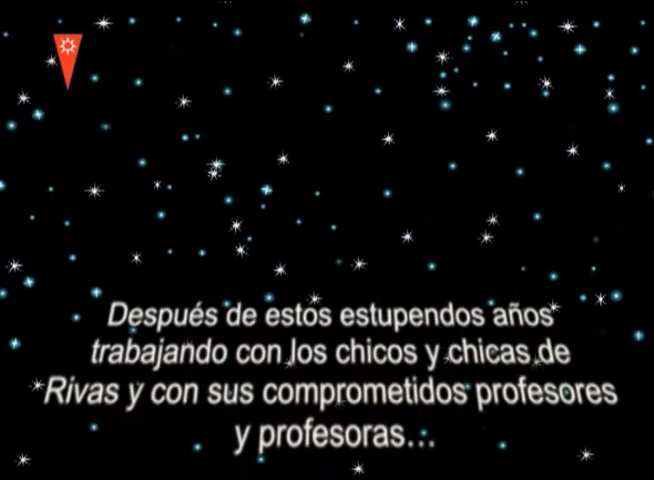 Después de estos estupendos años
trabajando con los chicos y chicas de
Rivas y con sus comprometidos profesores
y profesoras...